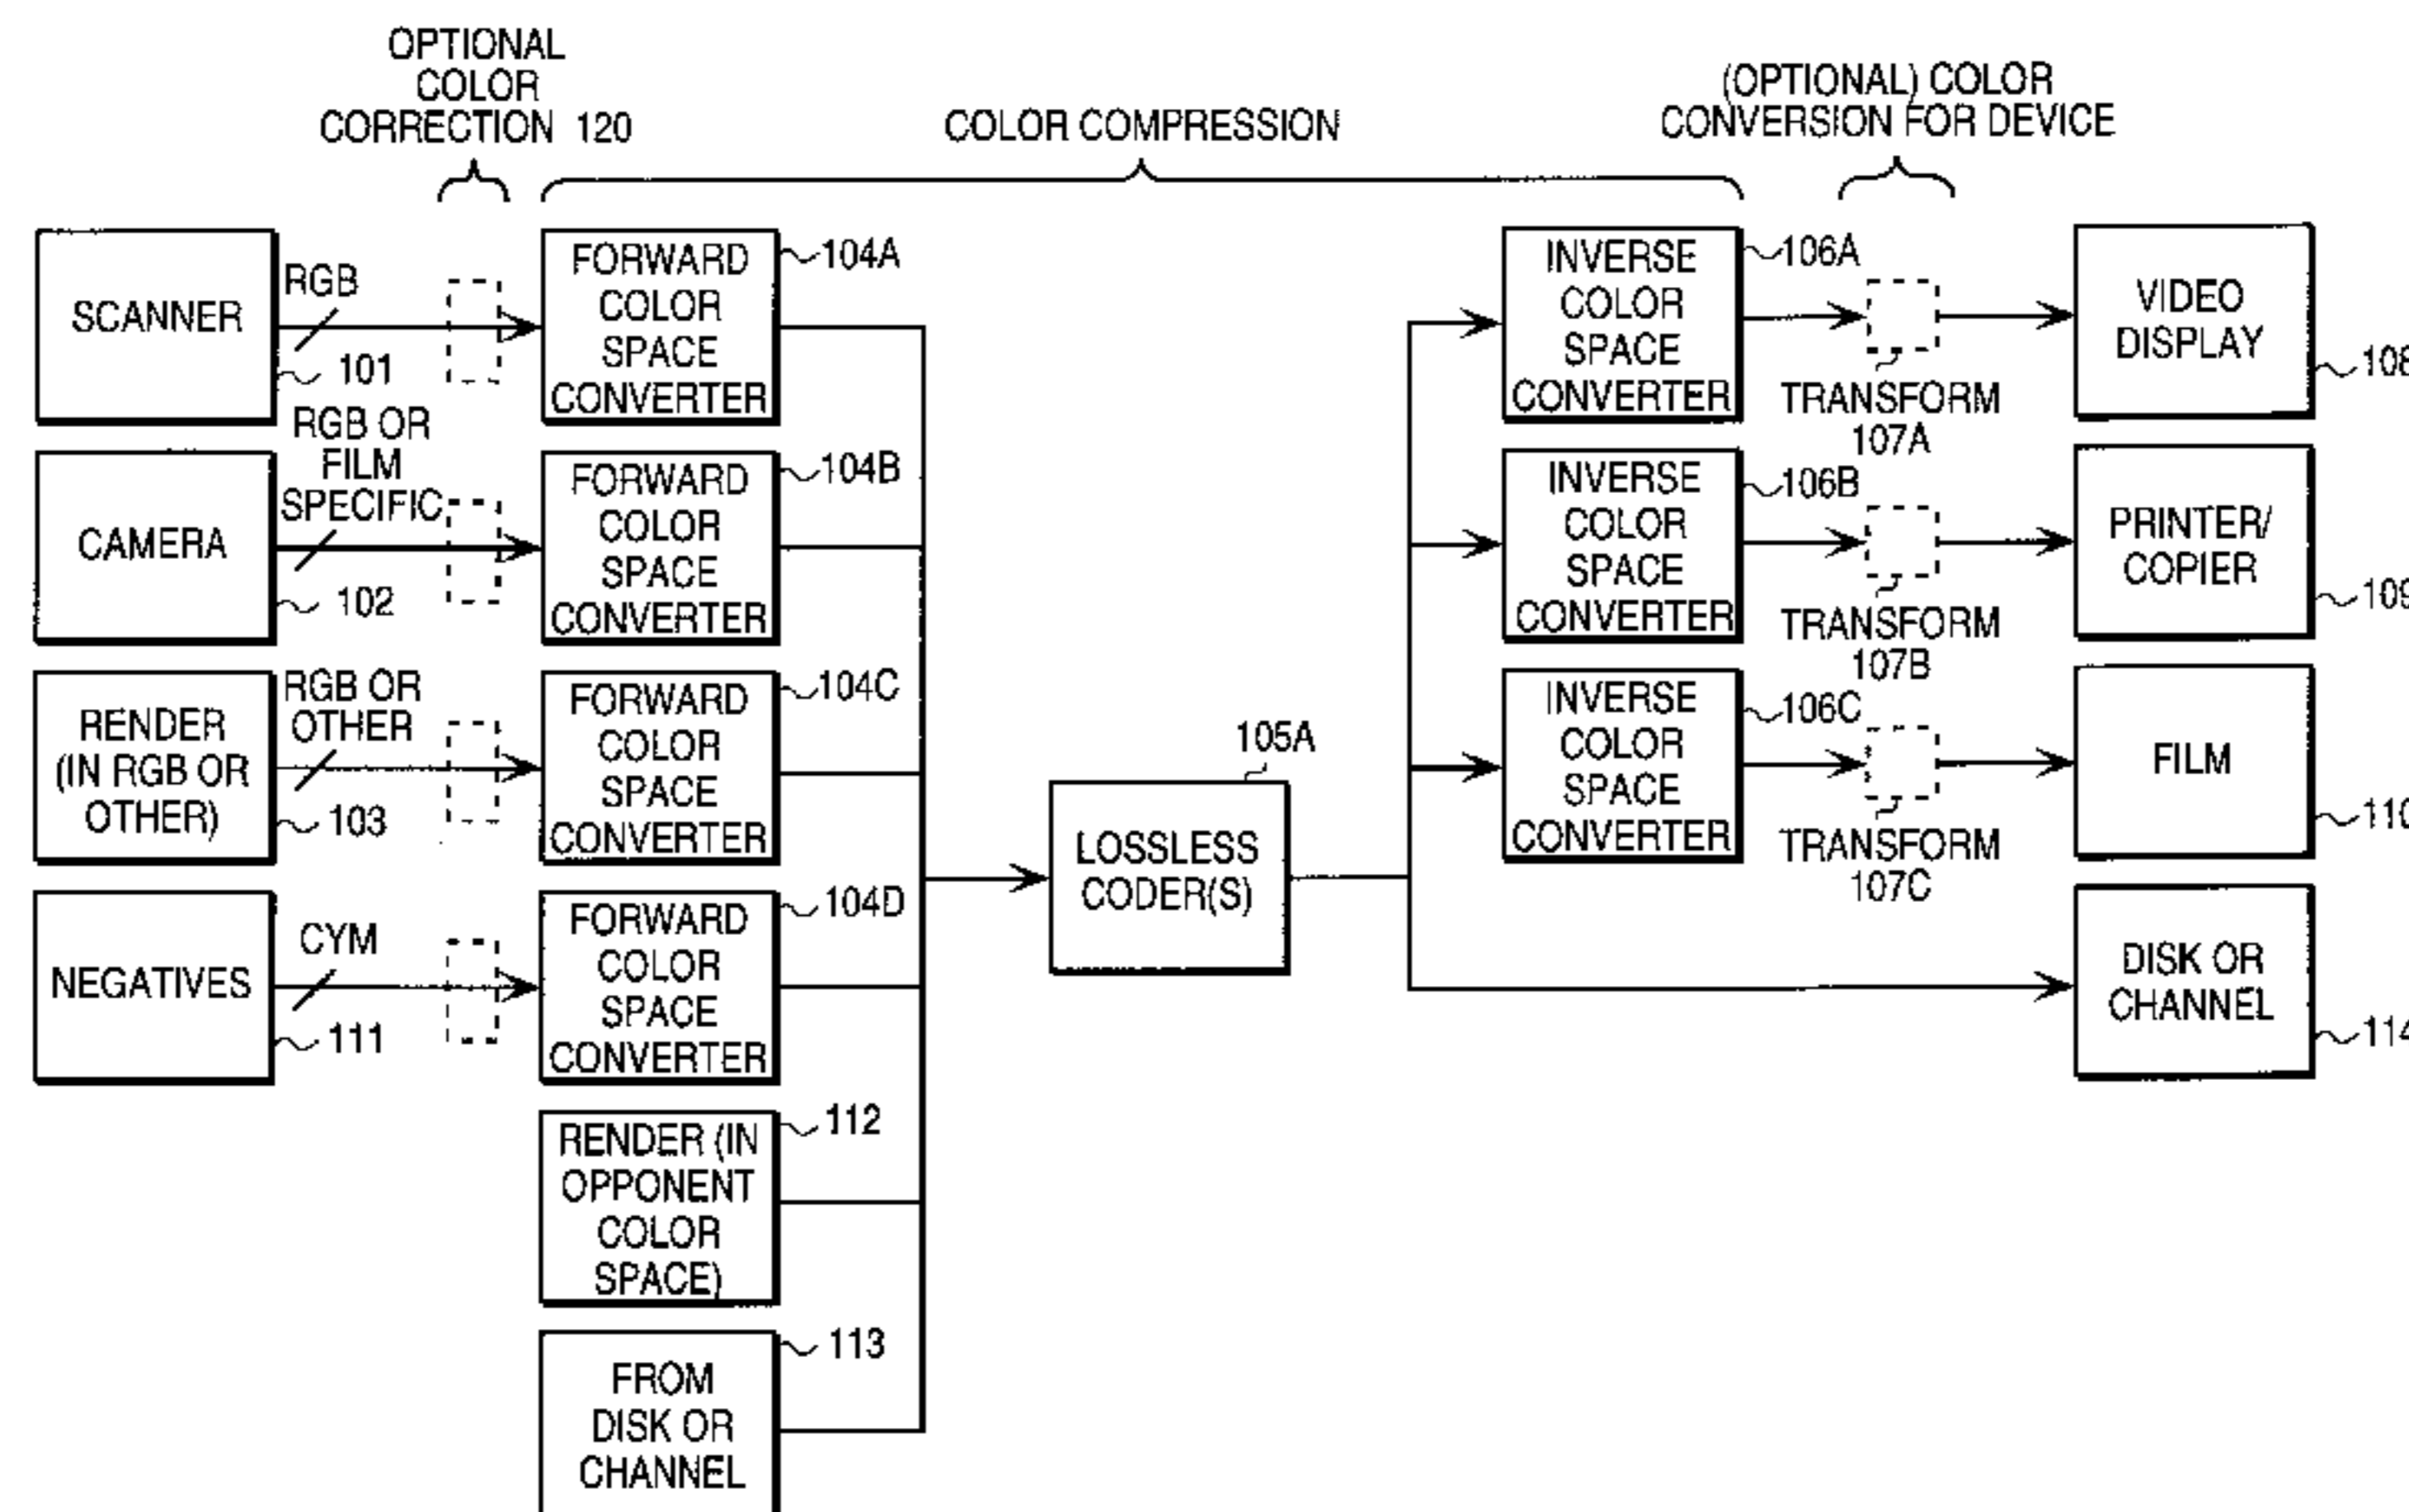 OPTIONAL
COLOR
CORRECTION 120
COLOR COMPRESSION
(OPTIONAL) COLOR
CONVERSION FOR DEVICE
SCANNER
RGB
101
FORWARD
COLOR
SPACE
CONVERTER
104A
INVERSE
COLOR
SPACE
CONVERTER
106A
TRANSFORM
107A
VIDEO
DISPLAY
108
CAMERA
RGB OR
FILM
SPECIFIC
102
FORWARD
COLOR
SPACE
CONVERTER
104B
INVERSE
COLOR
SPACE
CONVERTER
106B
TRANSFORM
107B
PRINTER/
COPIER
109
RENDER
(IN RGB OR
OTHER)
RGB OR
OTHER
103
FORWARD
COLOR
SPACE
CONVERTER
104C
INVERSE
COLOR
SPACE
CONVERTER
106C
TRANSFORM
107C
FILM
110
105A
LOSSLESS
CODER(S)
NEGATIVES
CYM
111
FORWARD
COLOR
SPACE
CONVERTER
104D
DISK OR
CHANNEL
114
RENDER (IN
OPPONENT
COLOR
SPACE)
112
FROM
DISK OR
CHANNEL
113